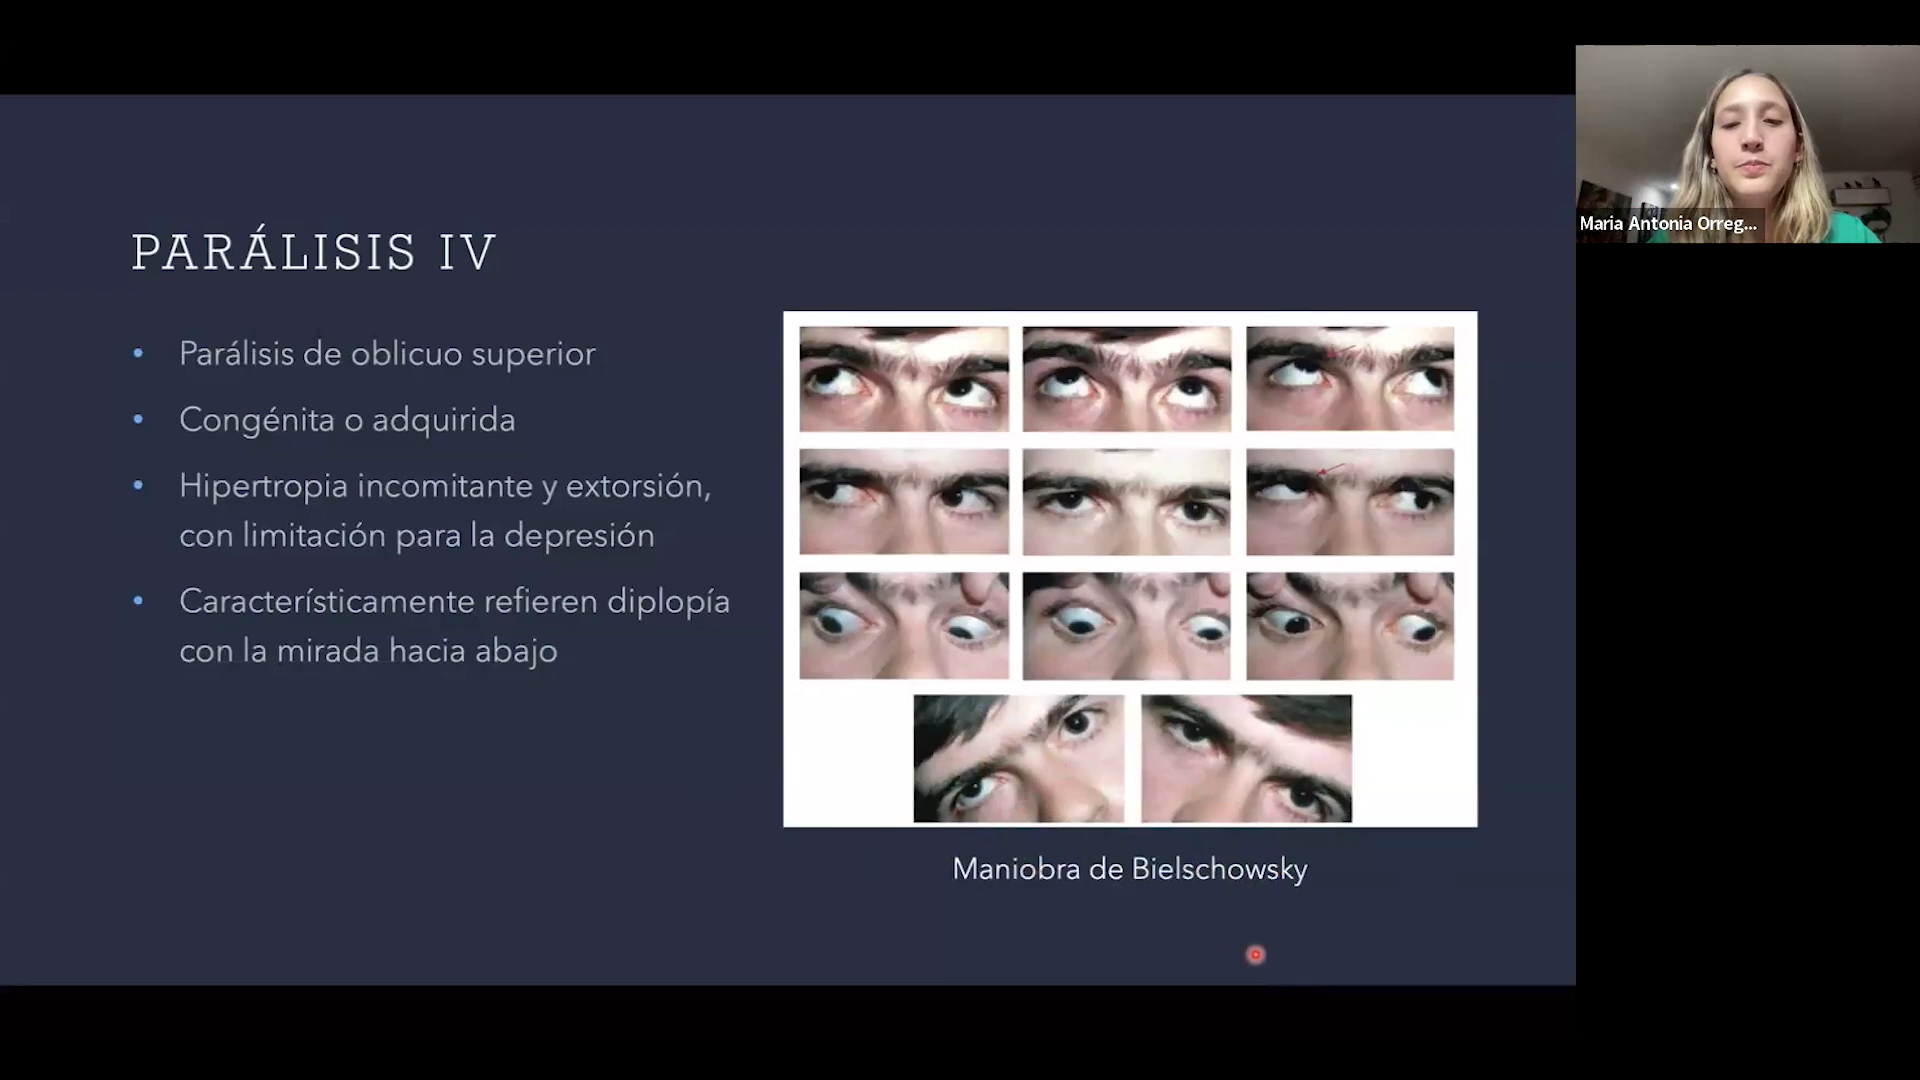 Maria Antonia Orreg...
PARÁLISIS IV
• Parálisis de oblicuo superior
• Congénita o adquirida
• Hipertropia incomitante y extorsión,
con limitación para la depresión
• Característicamente refieren diplopía
con la mirada hacia abajo
Maniobra de Bielschowsky